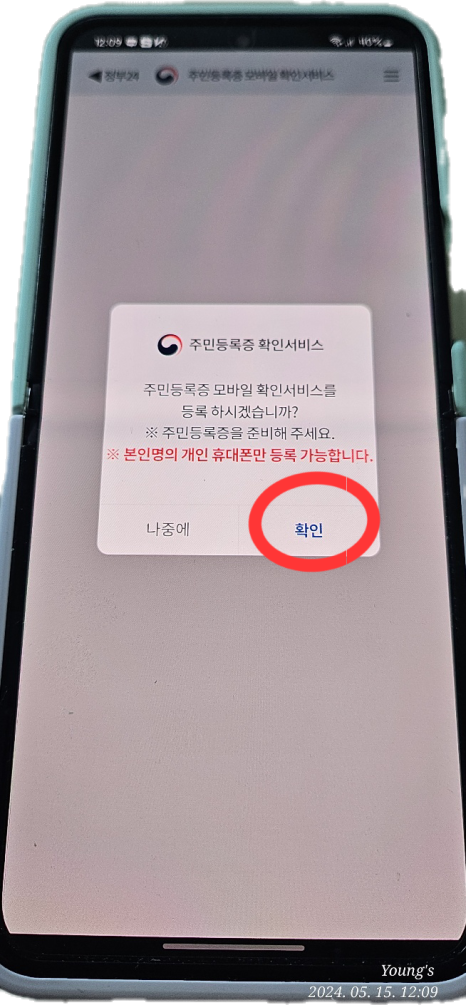 12:09
46%
정부24
주민등록증 모바일 확인서비스
주민등록증 확인서비스
주민등록증 모바일 확인서비스를
등록 하시겠습니까?
※ 주민등록증을 준비해 주세요.
※ 본인명의 개인 휴대폰만 등록 가능합니다.
나중에
확인
Young's
2024. 05. 15. 12:09